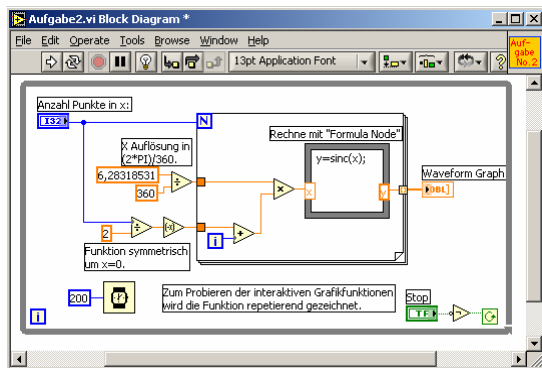 Aufgabe2.vi Block Diagram *
File Edit Operate Tools Browse Window Help
13pt Application Font
Auf-
gabe
No.2
Anzahl Punkte in x:
I32
N
X Auflösung in
(2*PI)/360.
6,28318531
360
Rechne mit "Formula Node"
y=sinc(x);
x
y
Waveform Graph
DBL]
2
-x
i
Funktion symmetrisch
um x=0.
200
Zum Probieren der interaktiven Grafikfunktionen
wird die Funktion repetierend gezeichnet.
Stop
TF
i